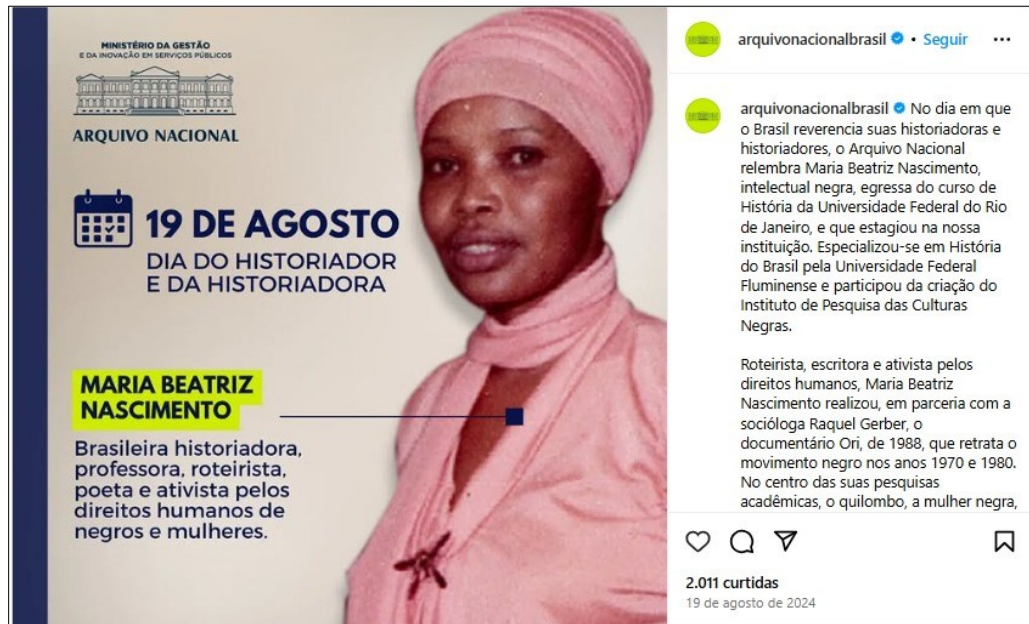 MINISTÉRIO DA GESTÃO
E DA INOVAÇÃO EM SERVIÇOS PÚBLICOS
ARQUIVO NACIONAL
19 DE AGOSTO
DIA DO HISTORIADOR
E DA HISTORIADORA
MARIA BEATRIZ
NASCIMENTO
Brasileira historiadora,
professora, roteirista,
poeta e ativista pelos
direitos humanos de
negros e mulheres.
arquivonacionalbrasil • Seguir
arquivonacionalbrasil No dia em que
o Brasil reverencia suas historiadoras e
historiadores, o Arquivo Nacional
relembra Maria Beatriz Nascimento,
intelectual negra, egressa do curso de
História da Universidade Federal do Rio
de Janeiro, e que estagiou na nossa
instituição. Especializou-se em História
do Brasil pela Universidade Federal
Fluminense e participou da criação do
Instituto de Pesquisa das Culturas
Negras.
Roteirista, escritora e ativista pelos
direitos humanos, Maria Beatriz
Nascimento realizou, em parceria com a
socióloga Raquel Gerber, o
documentário Ori, de 1988, que retrata o
movimento negro nos anos 1970 e 1980.
No centro das suas pesquisas
acadêmicas, o quilombo, a mulher negra,
2.011 curtidas
19 de agosto de 2024